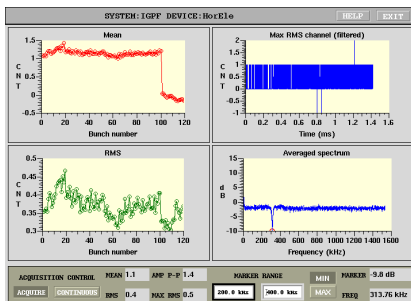 SYSTEM:IGPF DEVICE:HorEle
HELP
EXIT
Mean
C
N
T
1.5
1
0.5
0
-0.5
0 20 40 60 80 100 120
Bunch number
Max RMS channel (filtered)
C
N
T
2
1.5
1
0.5
0
-0.5
-1
0 0.2 0.4 0.6 0.8 1 1.2 1.4 1.6
Time (ms)
RMS
C
N
T
0.5
0.45
0.4
0.35
0.3
0 20 40 60 80 100 120
Bunch number
Averaged spectrum
dB
15
10
5
0
-5
-10
0 200 400 600 800 1000 1200 1400 1600
Frequency (kHz)
ACQUISITION CONTROL
ACQUIRE CONTINUOUS
MEAN 1.1 AMP P-P 1.4
RMS 0.4 MAX RMS 0.5
MARKER RANGE
200.0 kHz 400.0 kHz
MIN
MAX
MARKER -9.8 dB
FREQ 313.76 kHz